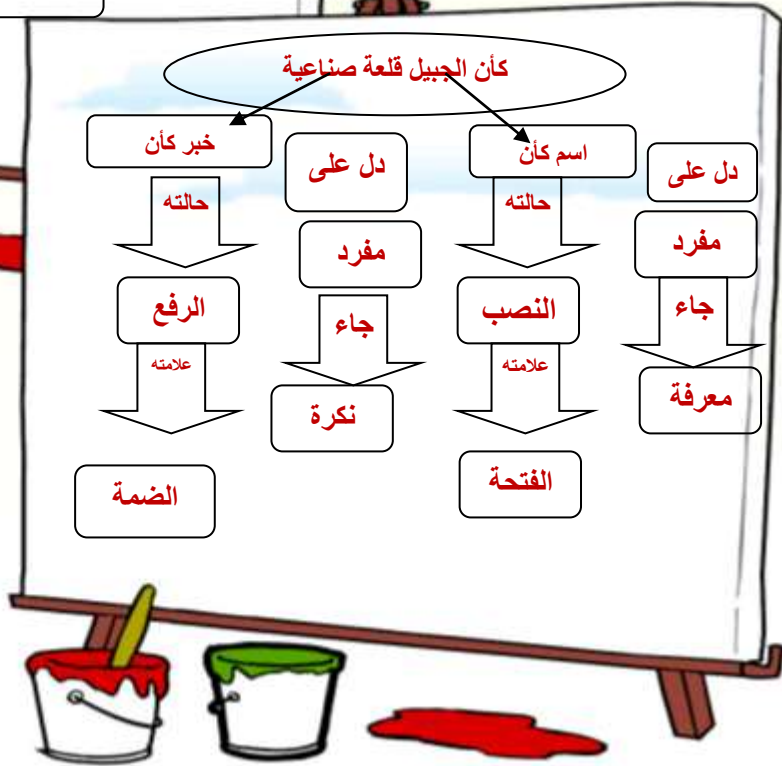 كأن الجبيل قلعة صناعية
اسم كأن
دل على
حالته
مفرد
النصب
جاء
علامته
معرفة
الفتحة
خبر كأن
دل على
حالته
مفرد
الرفع
جاء
علامته
نكرة
الضمة